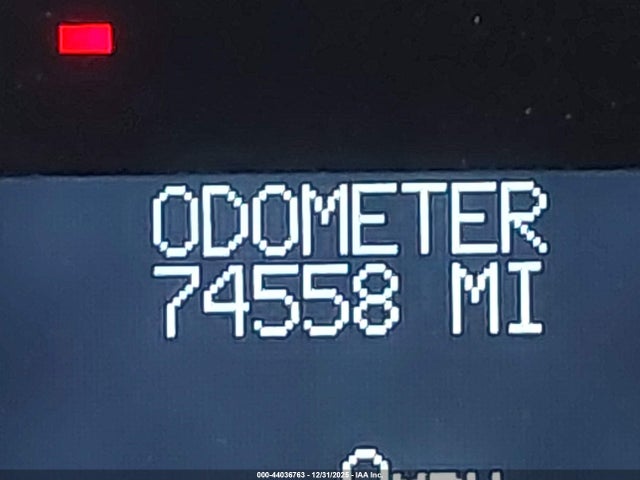 ODOMETER
74558 MI
000-44036763 - 12/31/2025 - IAA Inc.